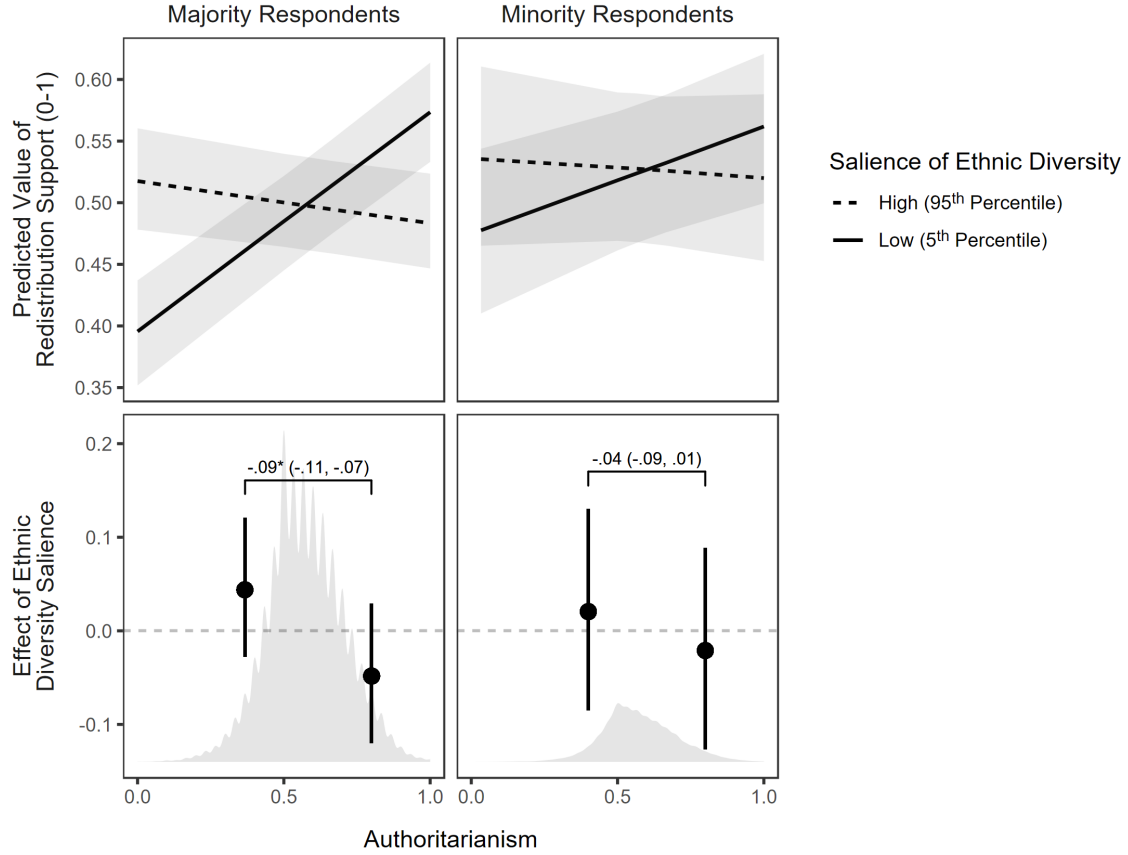 Majority Respondents
Minority Respondents
Predicted Value of
Redistribution Support (0-1)
0.60
0.55
0.50
0.45
0.40
0.35
Salience of Ethnic Diversity
High (95th Percentile)
Low (5th Percentile)
Effect of Ethnic
Diversity Salience
0.2
0.1
0.0
-0.1
-.09* (-.11, -.07)
-.04 (-.09, .01)
0.0
0.5
1.0
0.0
0.5
1.0
Authoritarianism